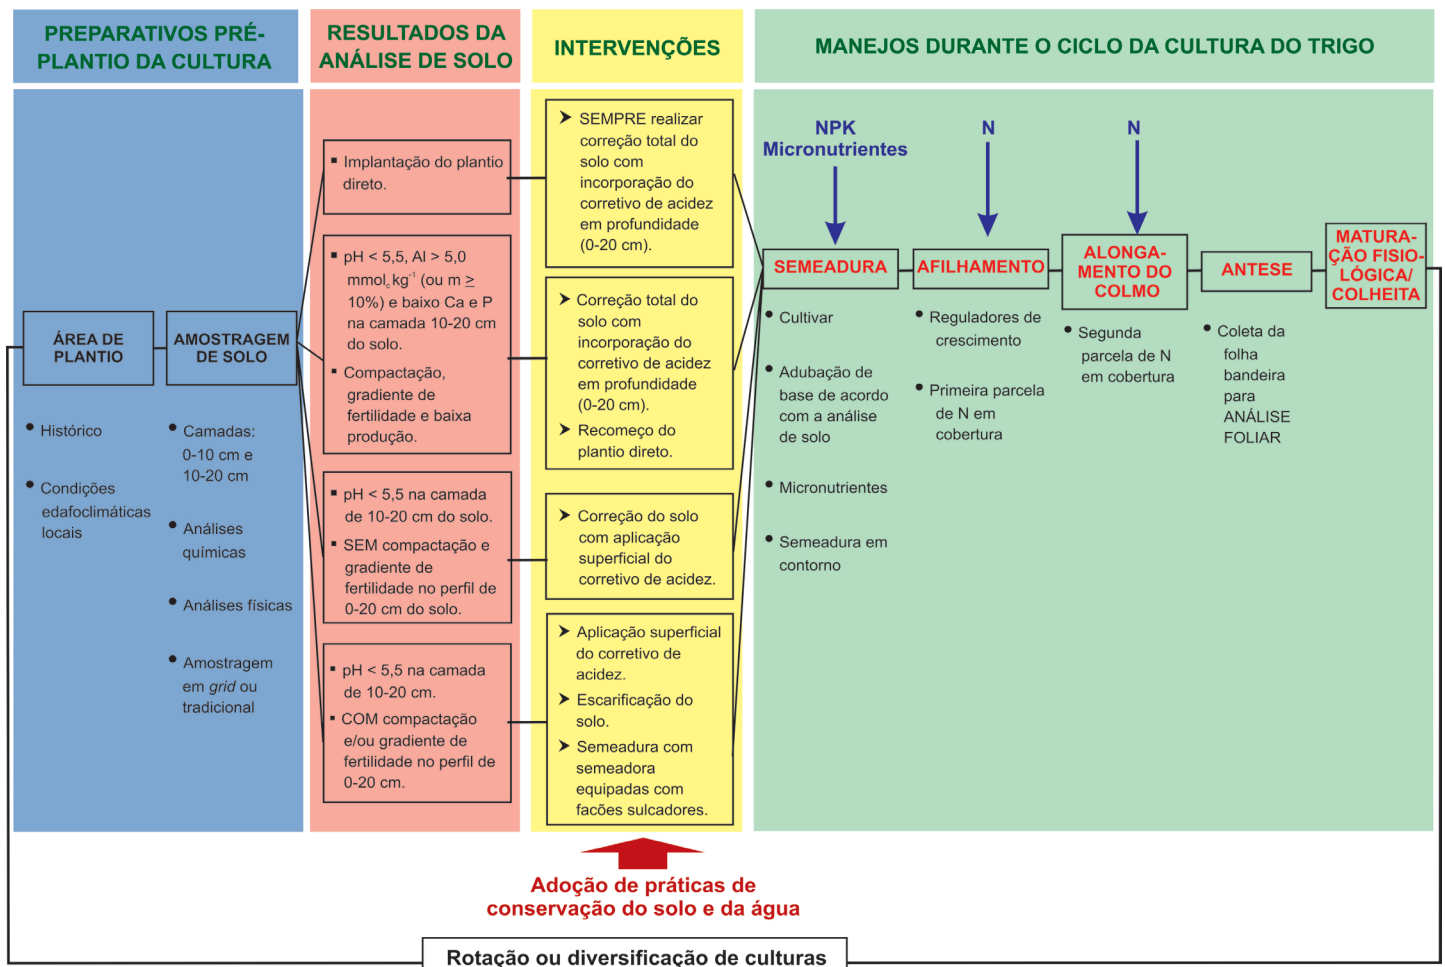 PREPARATIVOS PRÉ-
PLANTIO DA CULTURA
RESULTADOS DA
ANÁLISE DE SOLO
INTERVENÇÕES
MANEJOS DURANTE O CICLO DA CULTURA DO TRIGO
ÁREA DE
PLANTIO
• Histórico
• Condições
edafoclimáticas
locais
AMOSTRAGEM
DE SOLO
• Camadas:
0-10 cm e
10-20 cm
• Análises
químicas
• Análises físicas
• Amostragem
em grid ou
tradicional
▪ Implantação do plantio
direto.
▪ pH < 5,5, Al > 5,0
mmolc kg⁻¹ (ou m ≥
10%) e baixo Ca e P
na camada 10-20 cm
do solo.
▪ Compactação,
gradiente de
fertilidade e baixa
produção.
▪ pH < 5,5 na camada
de 10-20 cm do solo.
▪ SEM compactação e
gradiente de
fertilidade no perfil de
0-20 cm do solo.
▪ pH < 5,5 na camada
de 10-20 cm.
▪ COM compactação
e/ou gradiente de
fertilidade no perfil de
0-20 cm.
➤ SEMPRE realizar
correção total do
solo com
incorporação do
corretivo de acidez
em profundidade
(0-20 cm).
➤ Correção total do
solo com
incorporação do
corretivo de acidez
em profundidade
(0-20 cm).
➤ Recomeço do
plantio direto.
➤ Correção do solo
com aplicação
superficial do
corretivo de acidez.
➤ Aplicação superficial
do corretivo de
acidez.
➤ Escarificação do
solo.
➤ Semeadura com
semeadora
equipadas com
facões sulcadores.
NPK
Micronutrientes
SEMEADURA
• Cultivar
• Adubação de
base de acordo
com a análise
de solo
• Micronutrientes
• Semeadura em
contorno
N
AFILHAMENTO
• Reguladores de
crescimento
• Primeira parcela
de N em
cobertura
N
ALONGA-
MENTO DO
COLMO
• Segunda
parcela de N
em cobertura
ANTESE
• Coleta da
folha
bandeira
para
ANÁLISE
FOLIAR
MATURA-
ÇÃO FISIO-
LÓGICA/
COLHEITA
Adoção de práticas de
conservação do solo e da água
Rotação ou diversificação de culturas